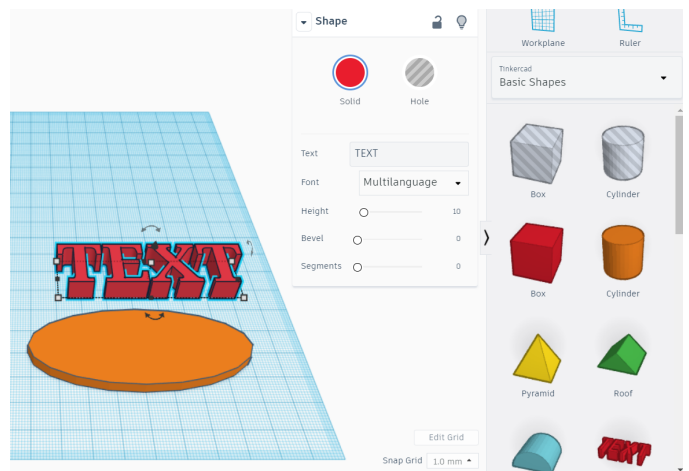 Shape
Solid
Hole
Text
TEXT
Font
Multilanguage
Height
10
Bevel
0
Segments
0
TEXT
Edit Grid
Snap Grid
1.0 mm
Workplane
Ruler
Tinkercad
Basic Shapes
Box
Cylinder
Box
Cylinder
Pyramid
Roof
TEXT